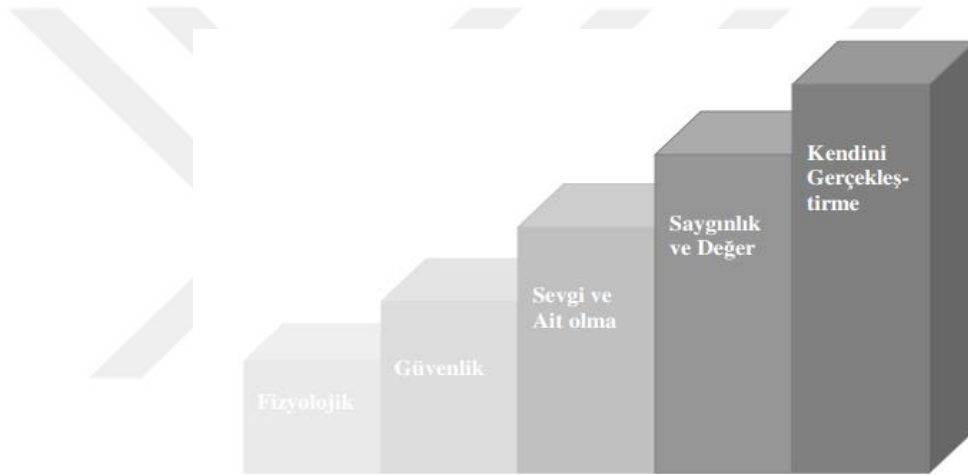 Fizyolojik
Güvenlik
Sevgi ve
Ait olma
Saygınlık
ve Değer
Kendini
Gerçekleş-
tirme